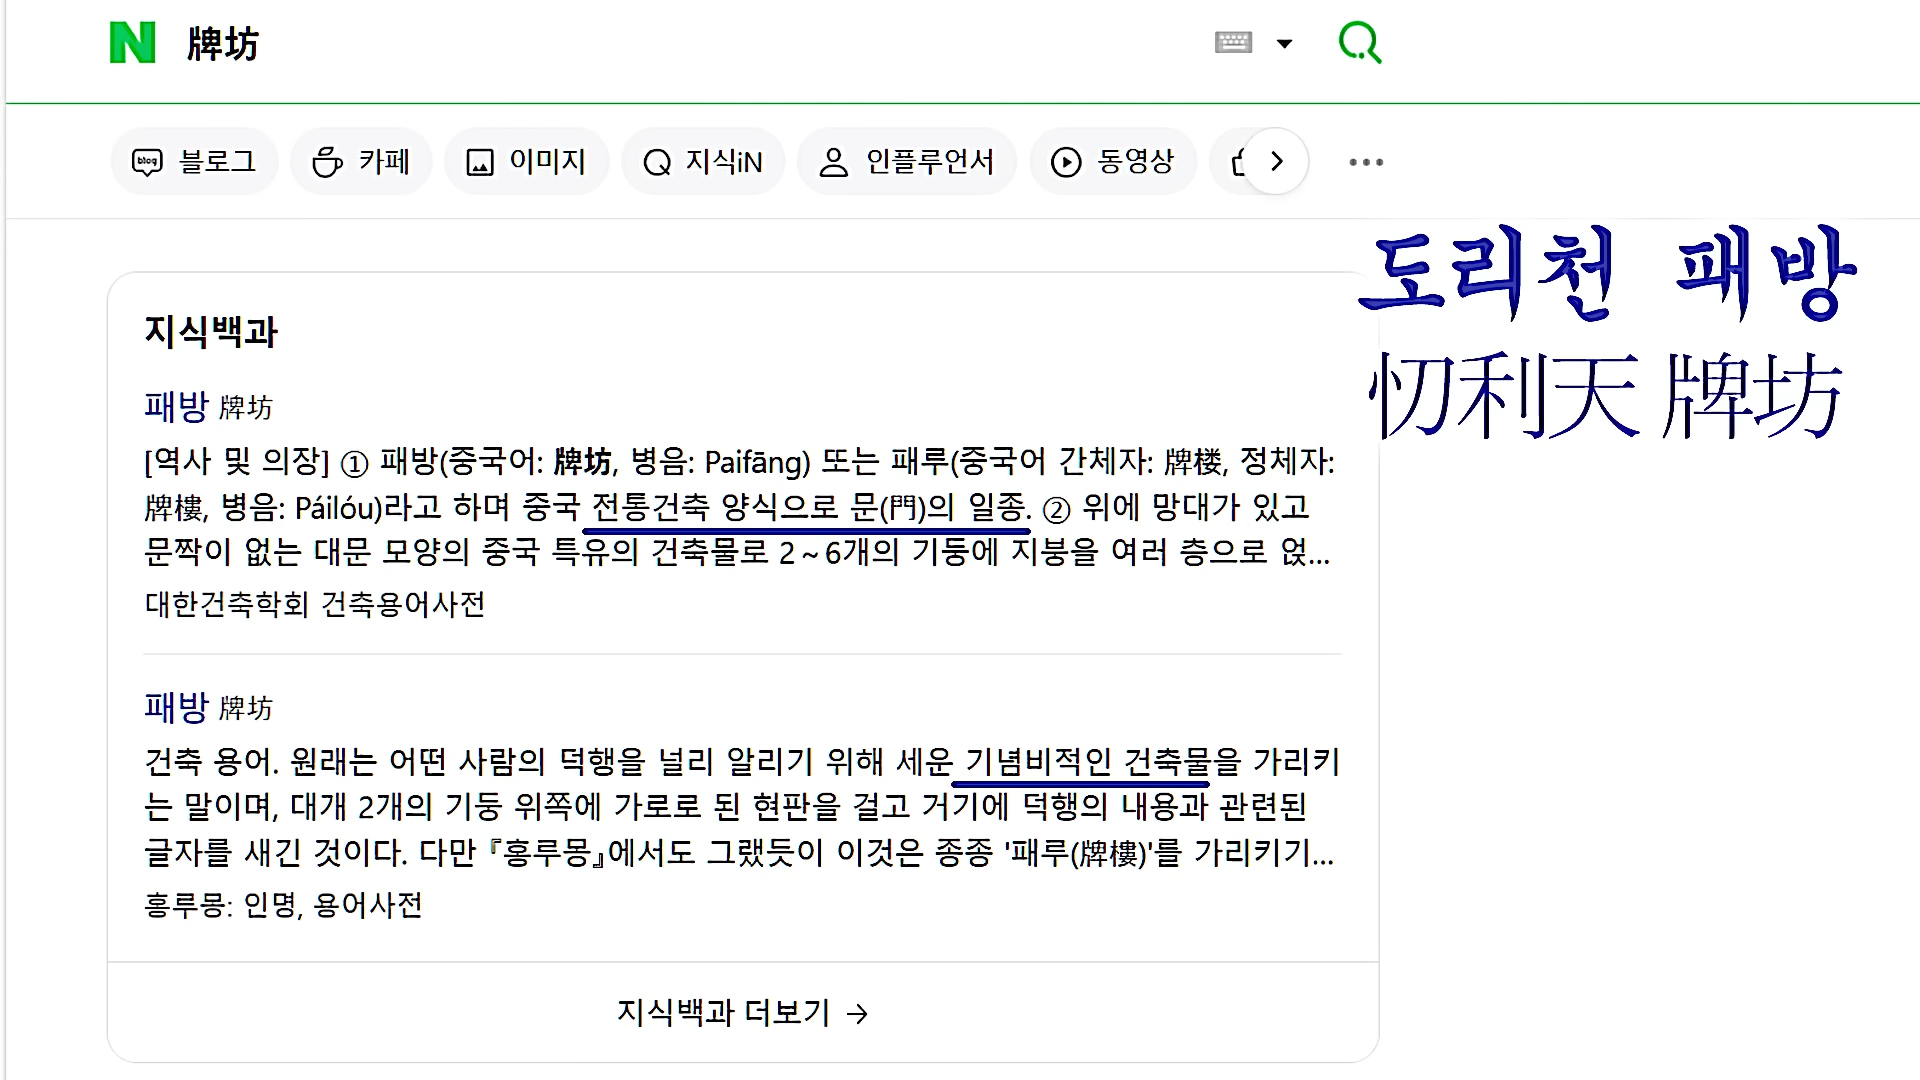 N 牌坊
블로그 카페 이미지 지식iN 인플루언서 동영상
도리천 패방
忉利天 牌坊
지식백과
패방 牌坊
[역사 및 의장] ① 패방(중국어: 牌坊, 병음: Paifāng) 또는 패루(중국어 간체자: 牌楼, 정체자:
牌樓, 병음: Páilóu)라고 하며 중국 전통건축 양식으로 문(門)의 일종. ② 위에 망대가 있고
문짝이 없는 대문 모양의 중국 특유의 건축물로 2~6개의 기둥에 지붕을 여러 층으로 얹...
대한건축학회 건축용어사전
패방 牌坊
건축 용어. 원래는 어떤 사람의 덕행을 널리 알리기 위해 세운 기념비적인 건축물을 가리키
는 말이며, 대개 2개의 기둥 위쪽에 가로로 된 현판을 걸고 거기에 덕행의 내용과 관련된
글자를 새긴 것이다. 다만 『홍루몽』에서도 그랬듯이 이것은 종종 '패루(牌樓)'를 가리키기...
홍루몽: 인명, 용어사전
지식백과 더보기 →